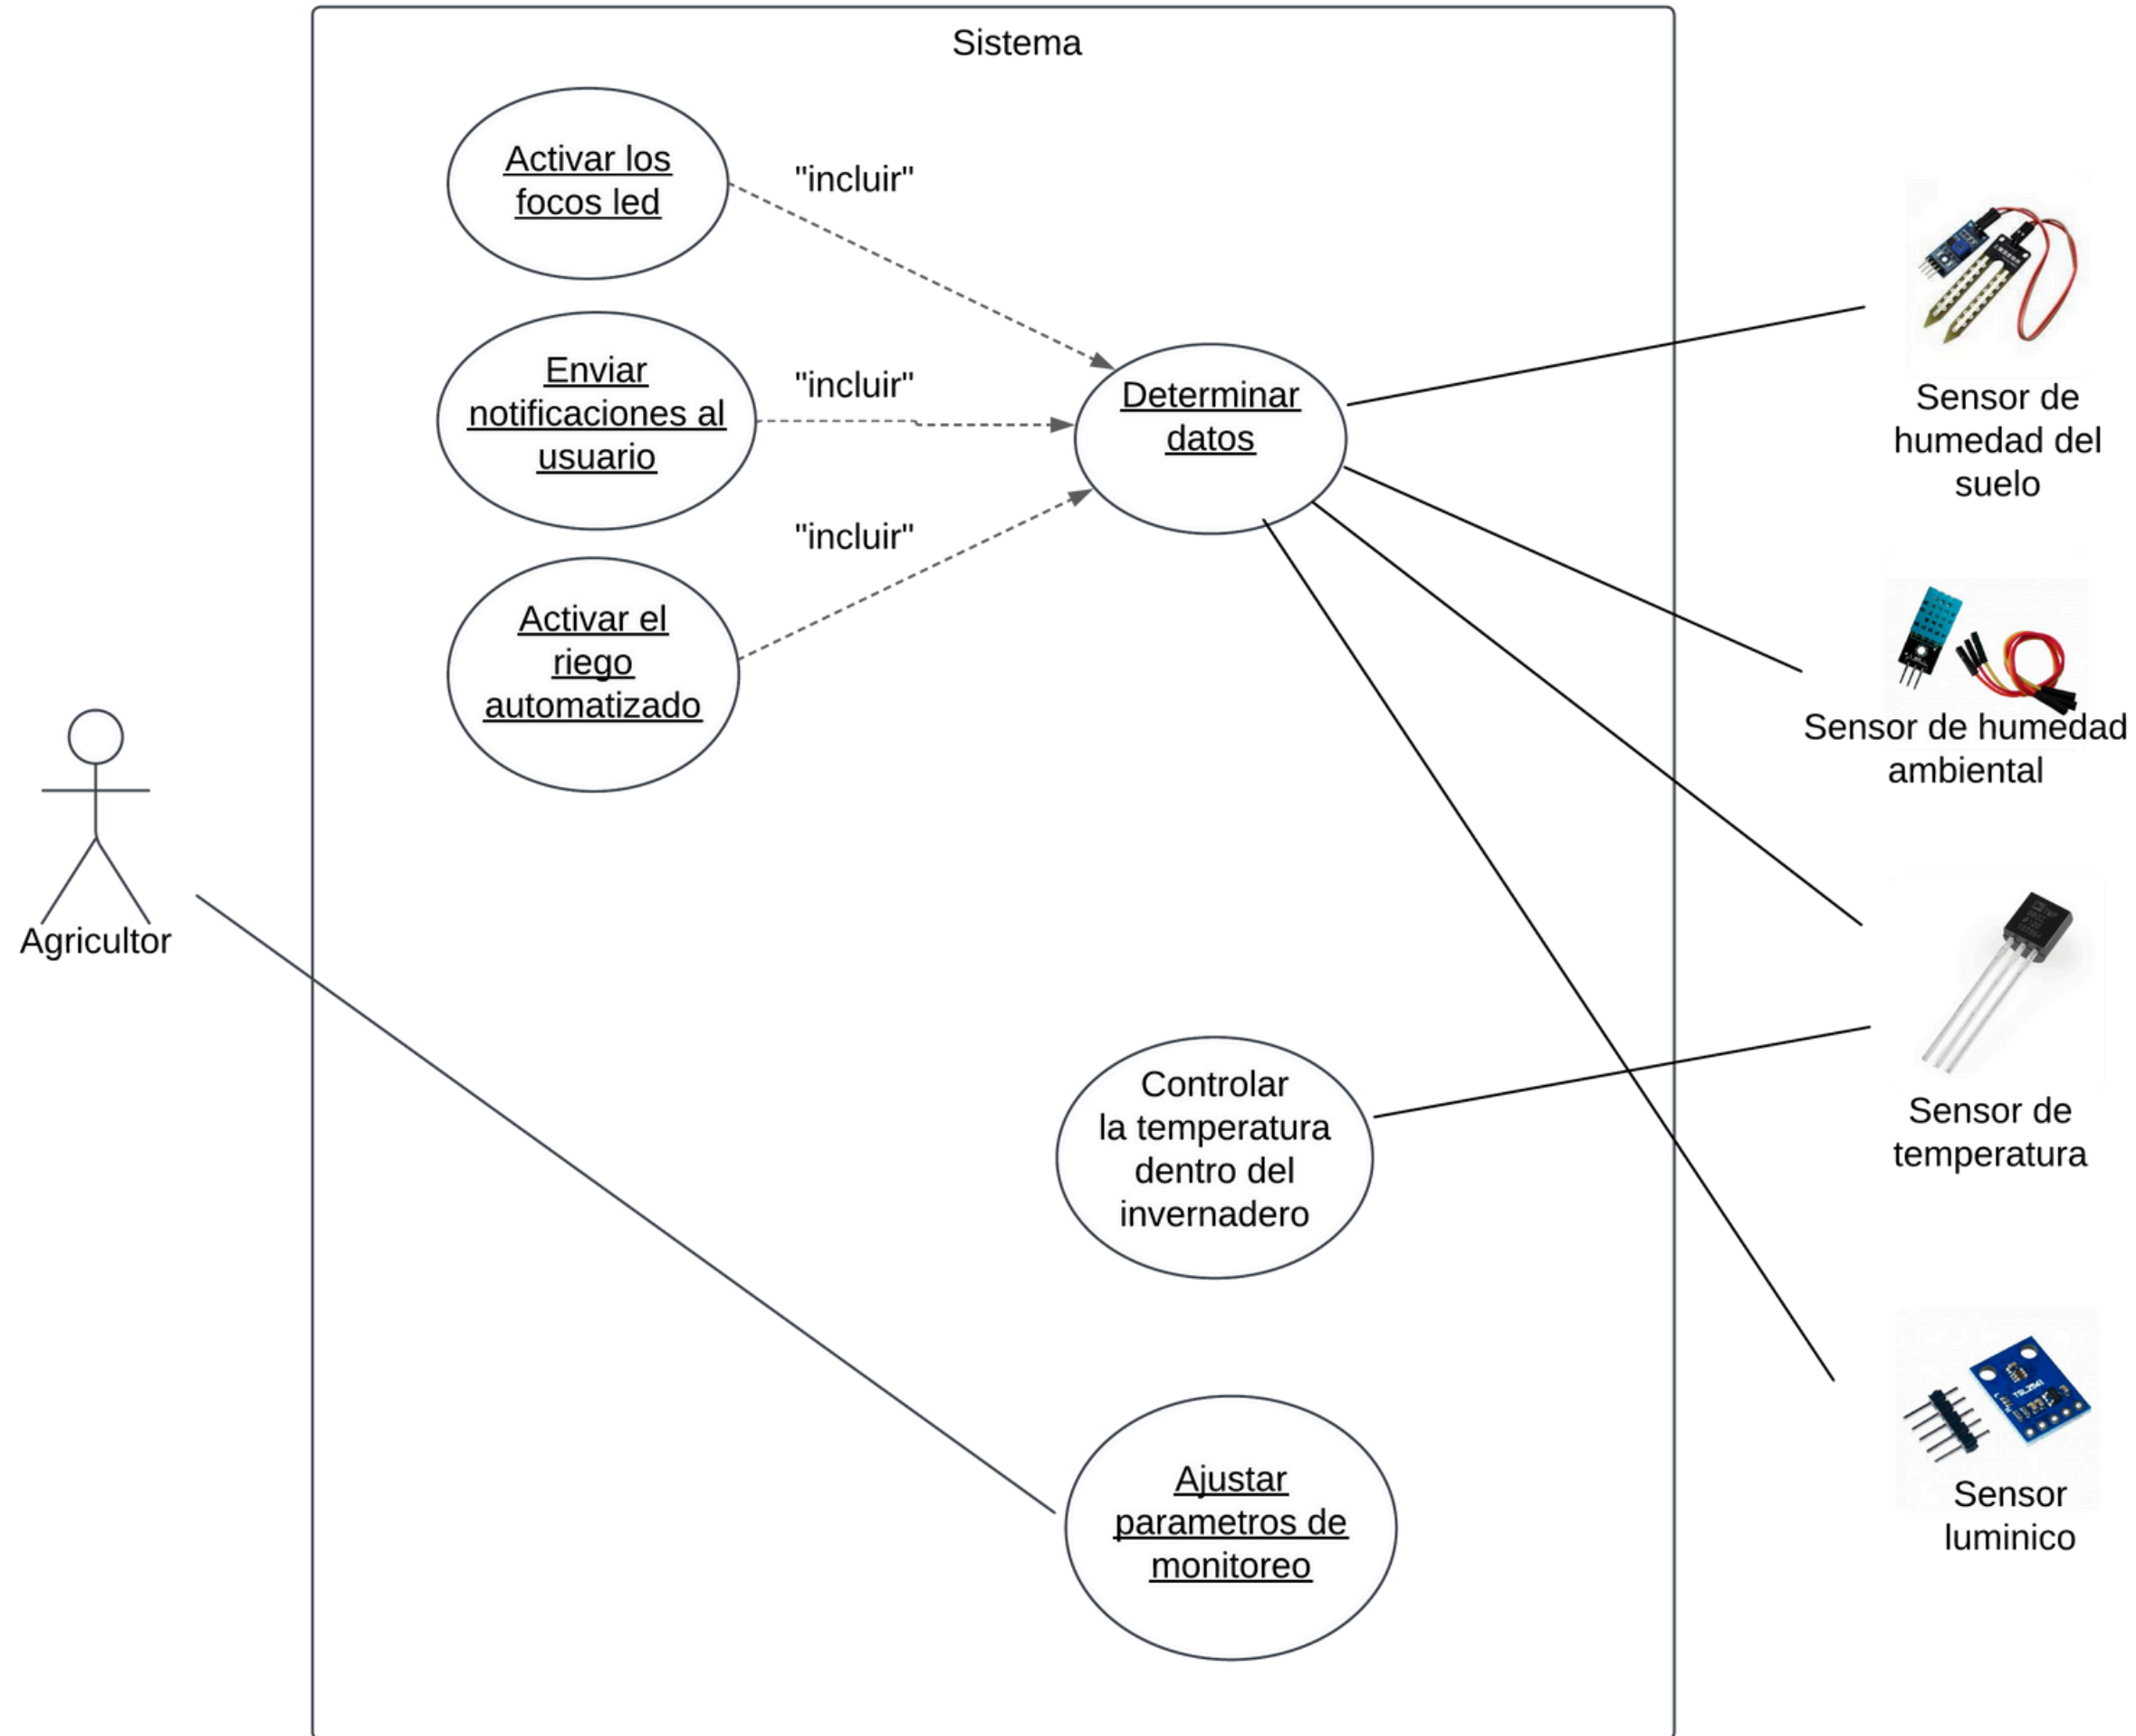 Sistema
Activar los
focos led
"incluir"
Enviar
notificaciones al
usuario
"incluir"
Determinar
datos
"incluir"
Activar el
riego
automatizado
Agricultor
Controlar
la temperatura
dentro del
invernadero
Ajustar
parametros de
monitoreo
Sensor de
humedad del
suelo
Sensor de humedad
ambiental
Sensor de
temperatura
TSL2561
Sensor
luminico